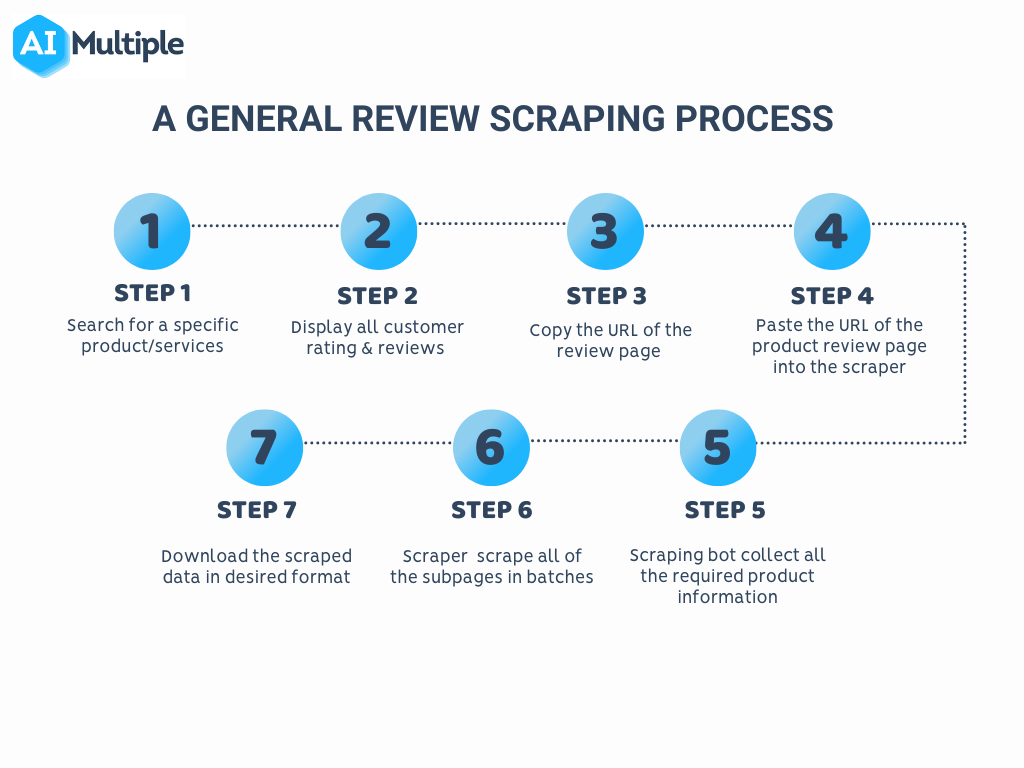 AI Multiple
A GENERAL REVIEW SCRAPING PROCESS
1
STEP 1
Search for a specific
product/services
2
STEP 2
Display all customer
rating & reviews
3
STEP 3
Copy the URL of the
review page
4
STEP 4
Paste the URL of the
product review page
into the scraper
5
STEP 5
Scraping bot collect all
the required product
information
6
STEP 6
Scraper  scrape all of
the subpages in batches
7
STEP 7
Download the scraped
data in desired format